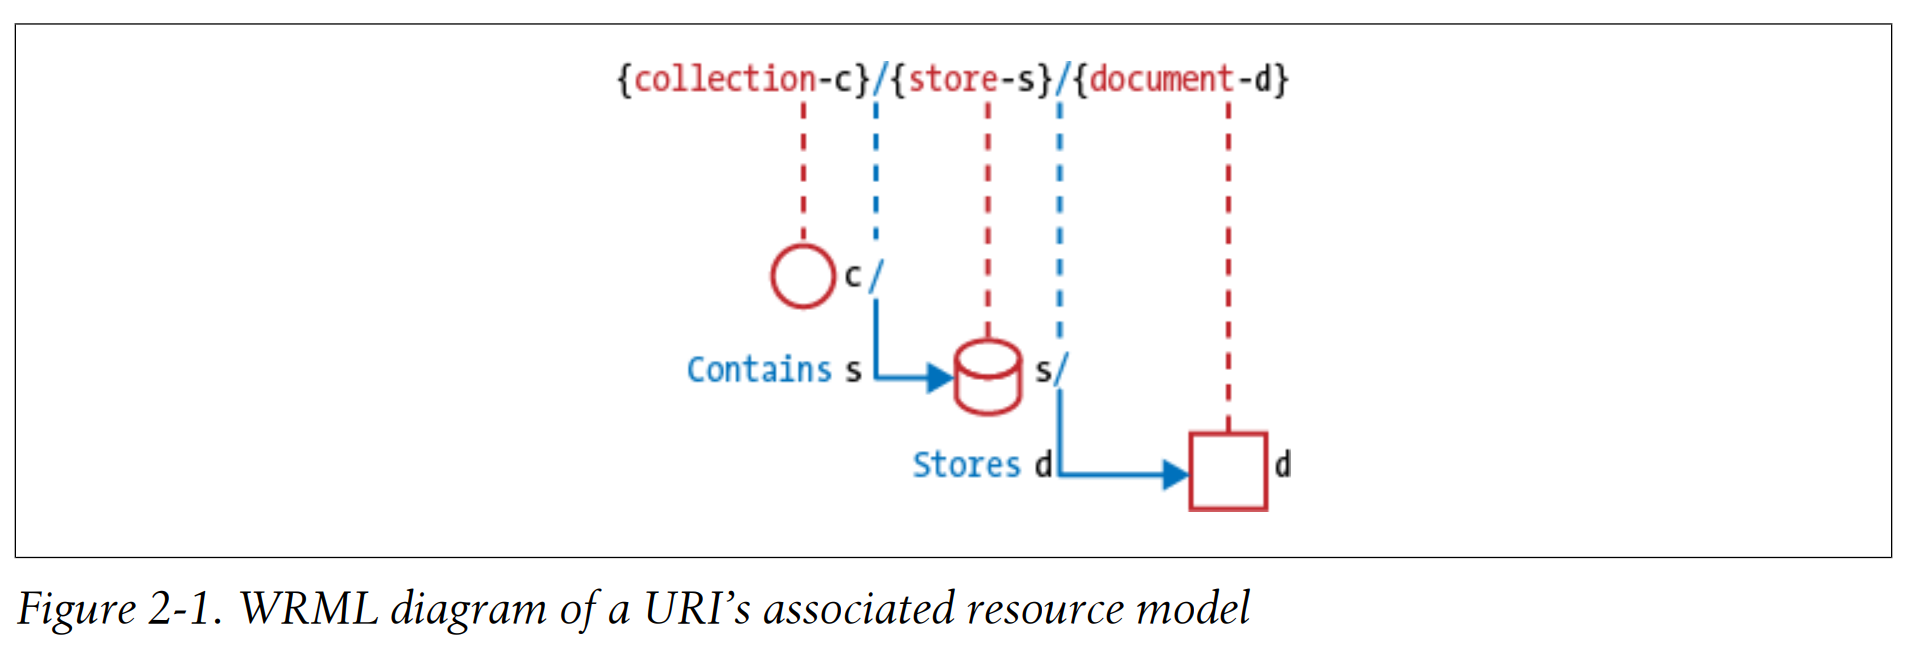 {collection-c}/{store-s}/{document-d}
c/
Contains s
s/
Stores d
d
Figure 2-1. WRML diagram of a URI’s associated resource model